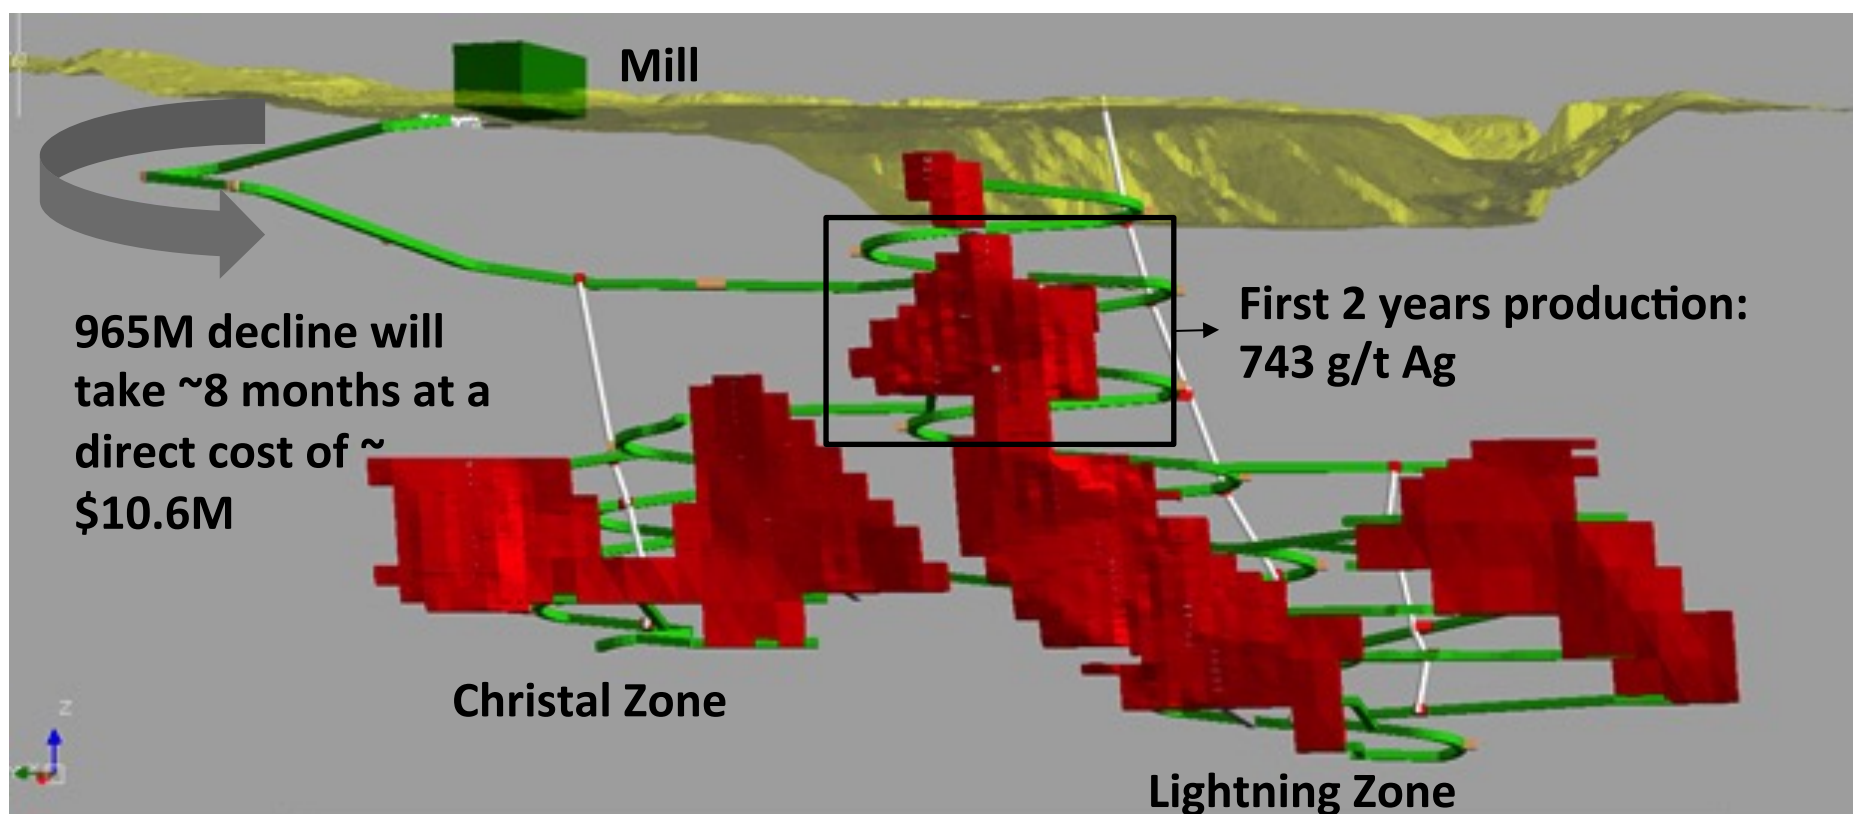 Mill
965M decline will
take ~8 months at a
direct cost of ~
$10.6M
First 2 years production:
743 g/t Ag
Christal Zone
Lightning Zone
Z